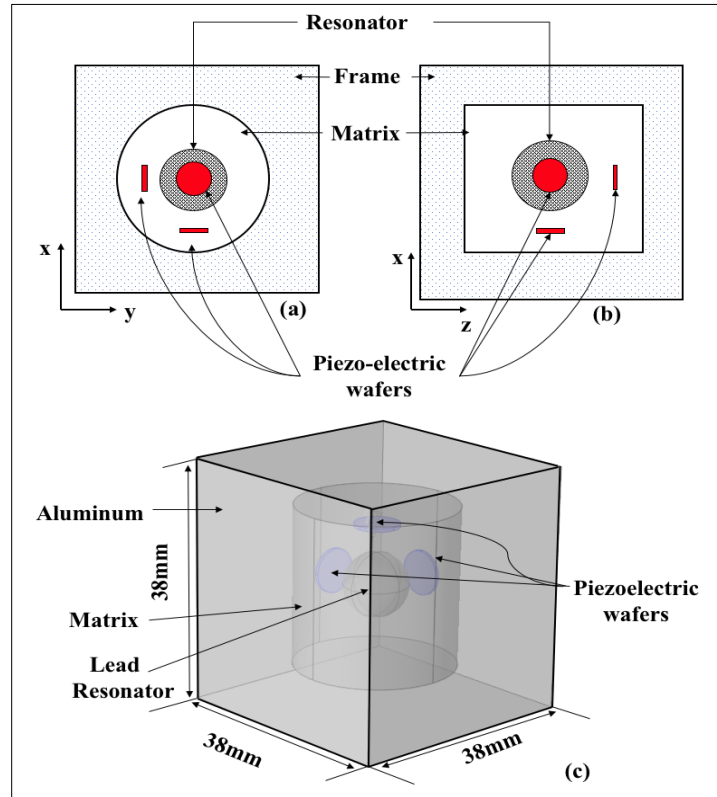 Resonator
Frame
Matrix
x
y
(a)
x
z
(b)
Piezo-electric
wafers
Aluminum
38mm
Matrix
Piezoelectric
wafers
Lead
Resonator
38mm
38mm
(c)